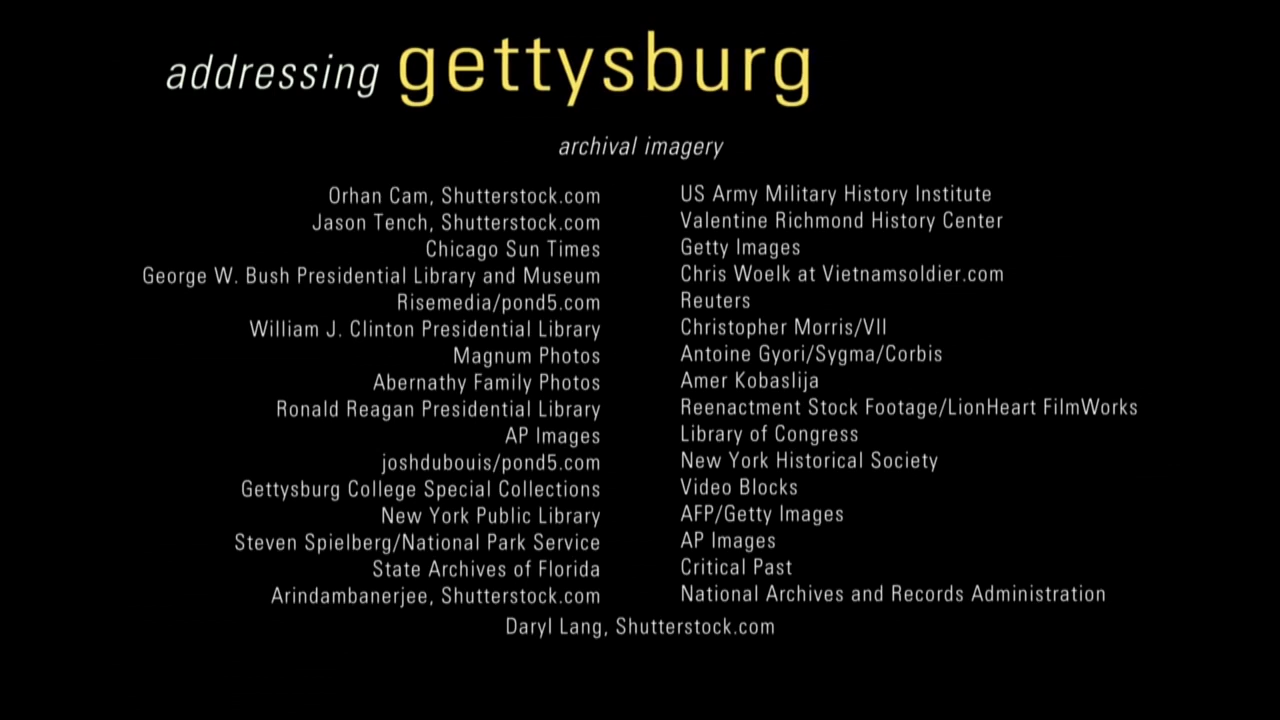 addressing gettysburg
archival imagery
Orhan Cam, Shutterstock.com
Jason Tench, Shutterstock.com
Chicago Sun Times
George W. Bush Presidential Library and Museum
Risemedia/pond5.com
William J. Clinton Presidential Library
Magnum Photos
Abernathy Family Photos
Ronald Reagan Presidential Library
AP Images
joshdubouis/pond5.com
Gettysburg College Special Collections
New York Public Library
Steven Spielberg/National Park Service
State Archives of Florida
Arindambanerjee, Shutterstock.com
US Army Military History Institute
Valentine Richmond History Center
Getty Images
Chris Woelk at Vietnamsoldier.com
Reuters
Christopher Morris/VII
Antoine Gyori/Sygma/Corbis
Amer Kobaslija
Reenactment Stock Footage/LionHeart FilmWorks
Library of Congress
New York Historical Society
Video Blocks
AFP/Getty Images
AP Images
Critical Past
National Archives and Records Administration
Daryl Lang, Shutterstock.com